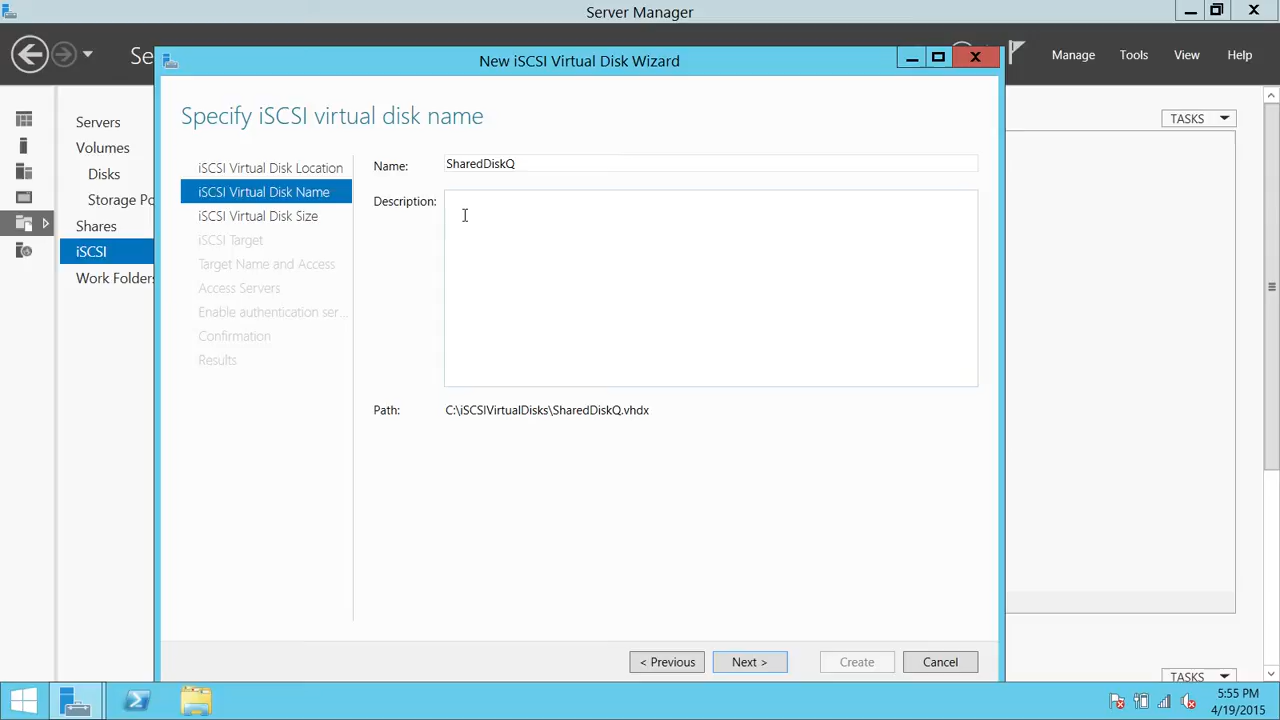 Server Manager
Se
Manage
Tools
View
Help
New iSCSI Virtual Disk Wizard
Specify iSCSI virtual disk name
Servers
Volumes
Disks
Storage Po
Shares
iSCSI
Work Folders
iSCSI Virtual Disk Location
iSCSI Virtual Disk Name
iSCSI Virtual Disk Size
iSCSI Target
Target Name and Access
Access Servers
Enable authentication ser...
Confirmation
Results
Name: SharedDiskQ
Description:
Path: C:\iSCSIVirtualDisks\SharedDiskQ.vhdx
TASKS
TASKS
< Previous
Next >
Create
Cancel
5:55 PM
4/19/2015